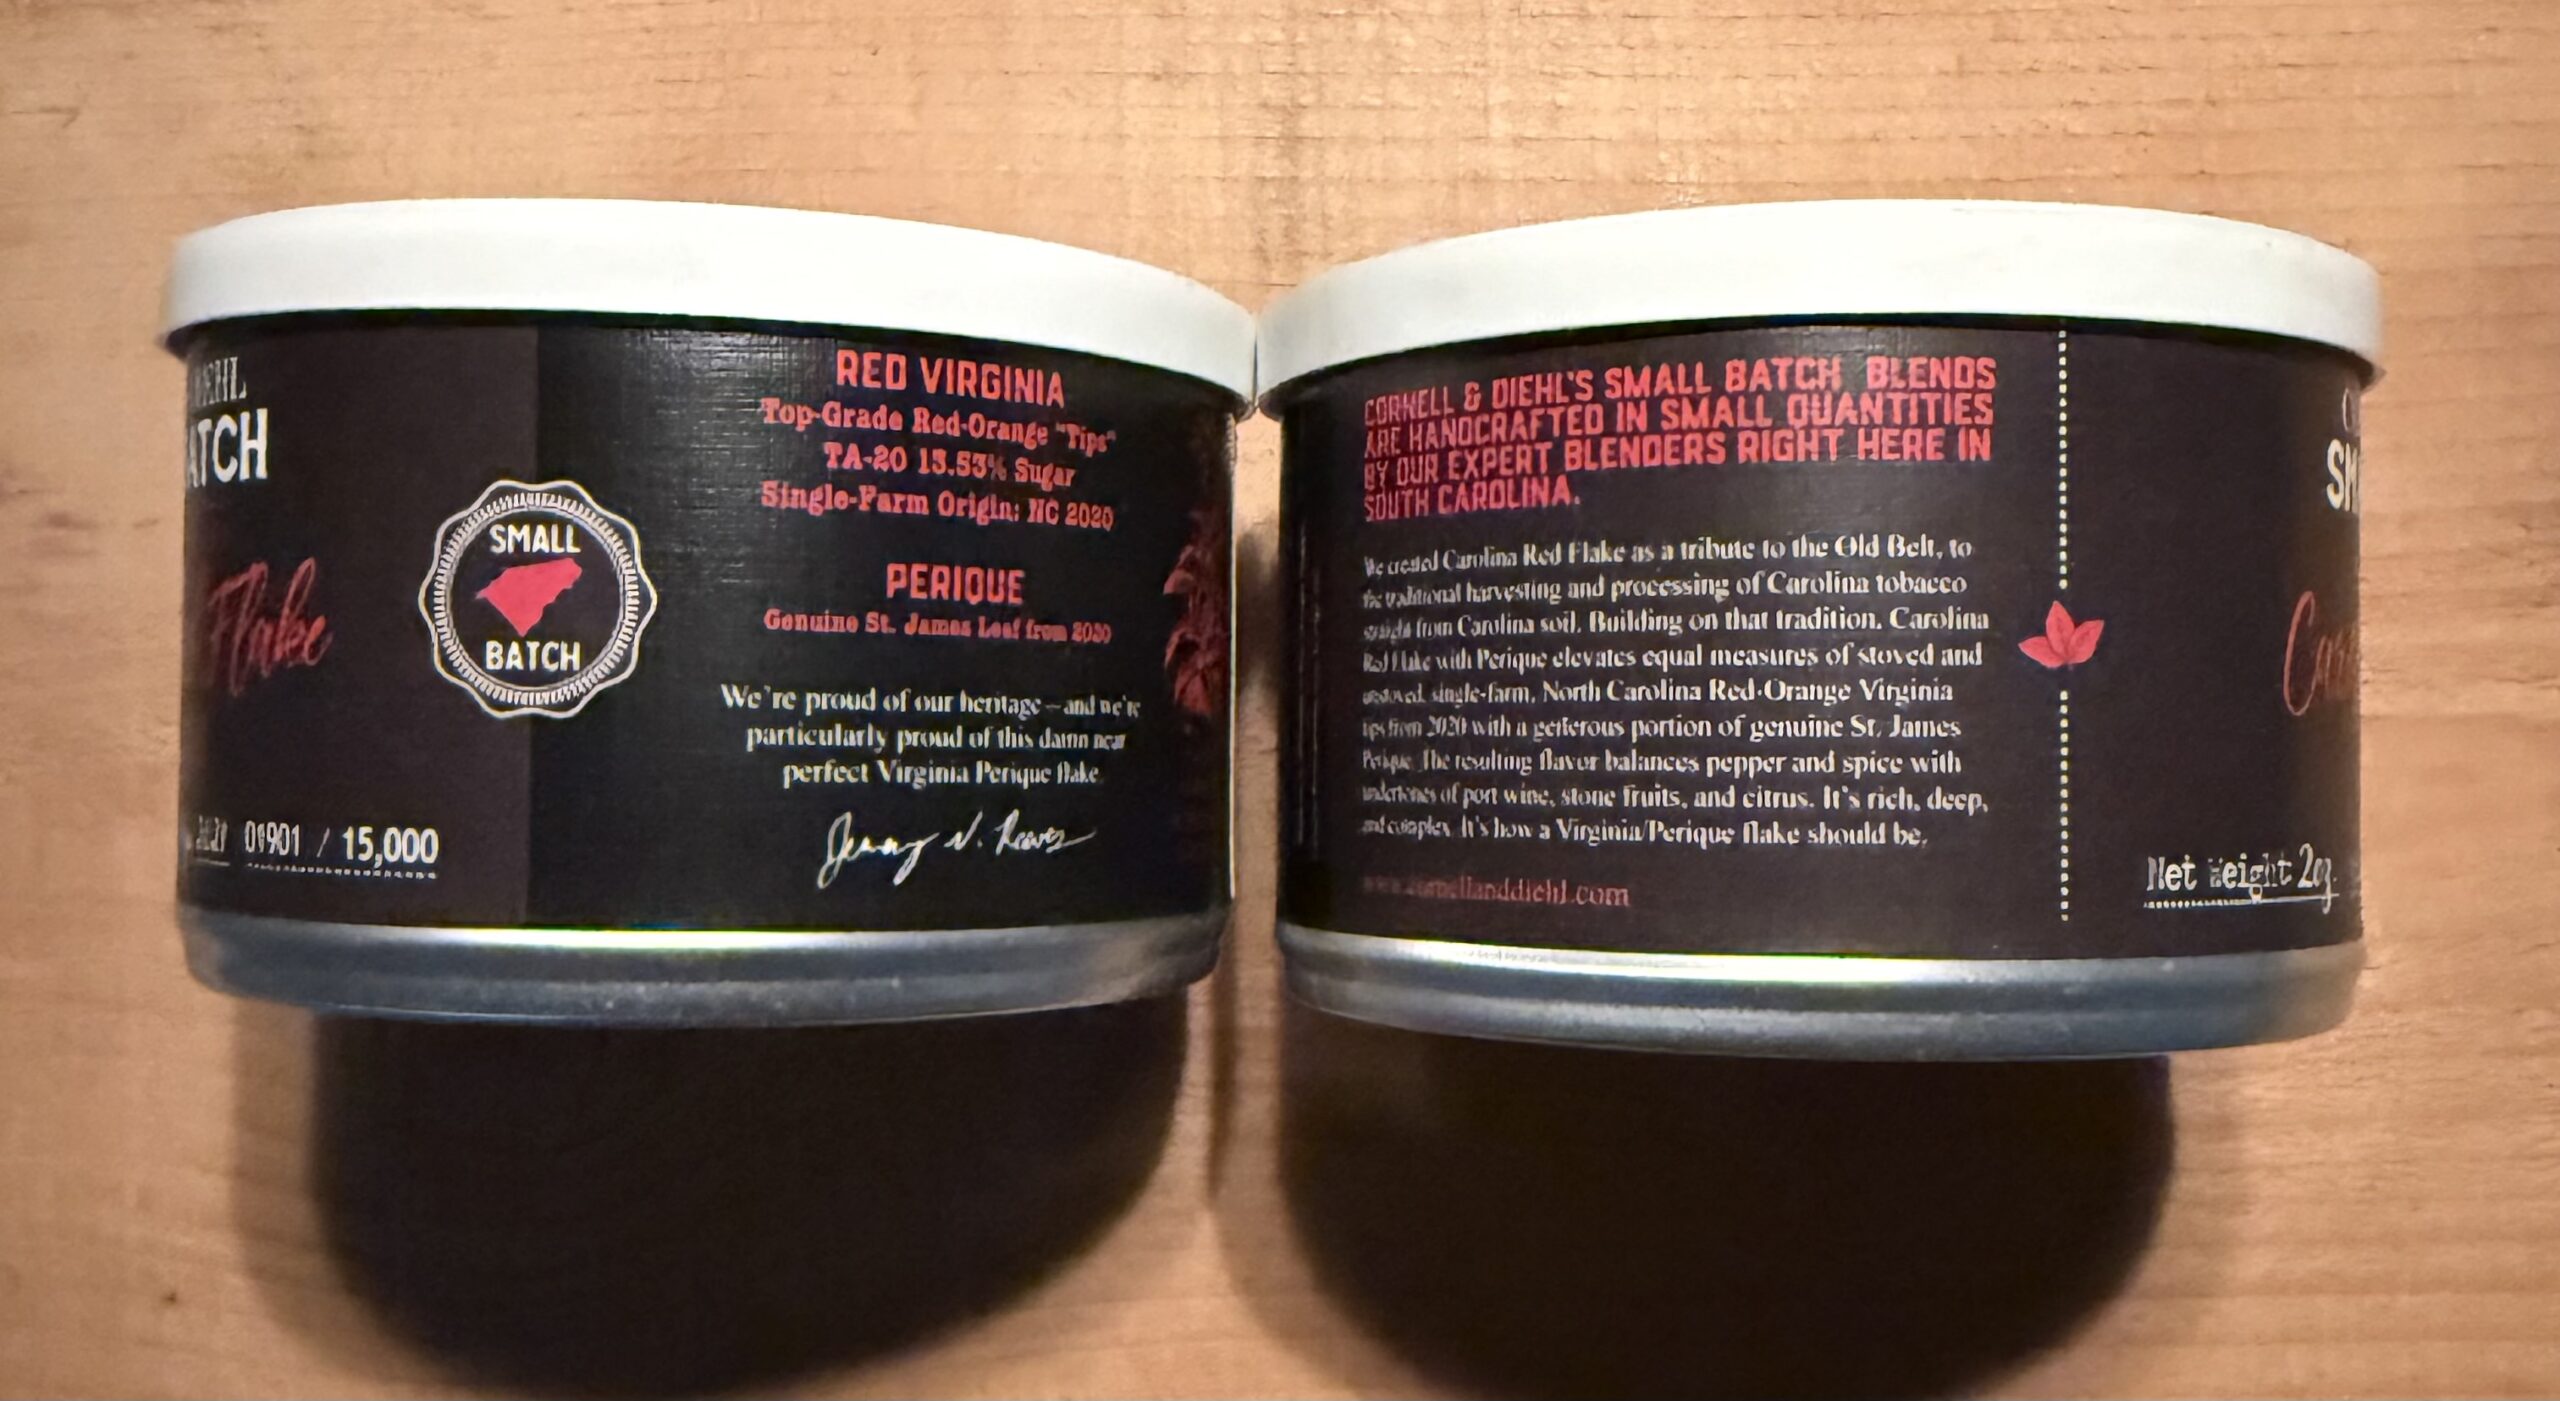 ATCH
Flake
01901 / 15,000
SMALL
BATCH
RED VIRGINIA
Top-Grade Red-Orange "Tips"
TA-20 13.53% Sugar
Single-Farm Origin: NC 2020
PERIQUE
Genuine St. James Leaf from 2020
We're proud of our heritage – and we're
particularly proud of this damn near
perfect Virginia Perique flake.
CORNELL & DIEHL'S SMALL BATCH BLENDS
ARE HANDCRAFTED IN SMALL QUANTITIES
BY OUR EXPERT BLENDERS RIGHT HERE IN
SOUTH CAROLINA.
We created Carolina Red Flake as a tribute to the Old Belt, to
the traditional harvesting and processing of Carolina tobacco
from Carolina soil. Building on that tradition, Carolina
Red Flake with Perique elevates equal measures of stoved and
unstoved, single-farm, North Carolina Red-Orange Virginia
tips from 2020 with a generous portion of genuine St. James
Perique. The resulting flavor balances pepper and spice with
undertones of port wine, stone fruits, and citrus. It's rich, deep,
and complex. It's how a Virginia/Perique flake should be.
www.cornellanddiehl.com
Net Weight 2oz.